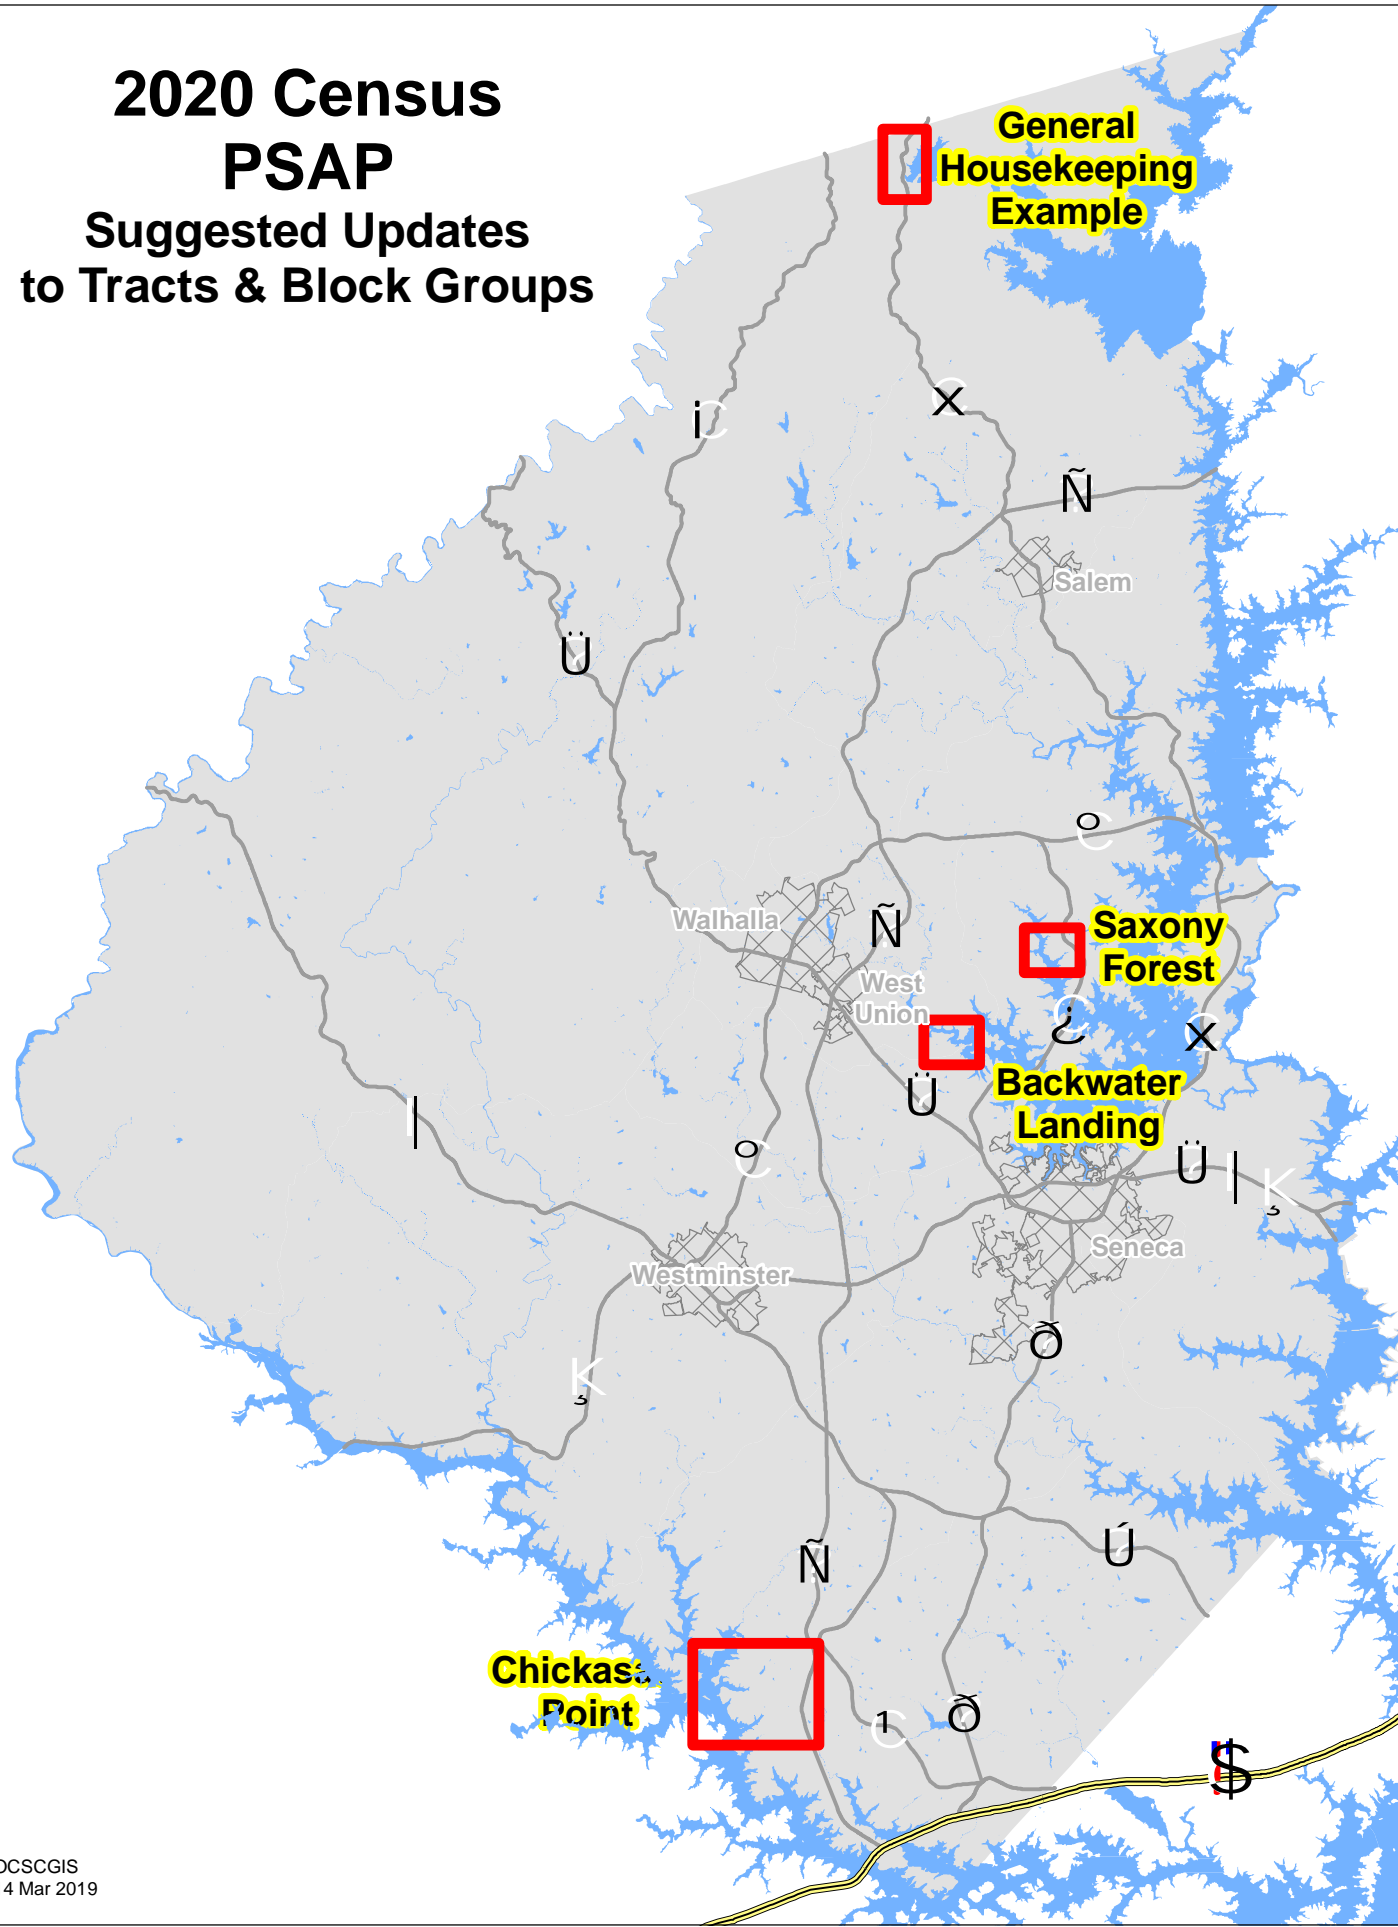 2020 Census
PSAP
Suggested Updates
to Tracts & Block Groups
General
Housekeeping
Example
i
x
Ñ
Salem
Ü
º
Walhalla
Ñ
Saxony
Forest
West
Union
¿
x
Backwater
Landing
Ü
|
º
Ü
|
Ķ
Seneca
Westminster
ð
Ķ
Ñ
Ú
Point
1
ð
$
4 Mar 2019